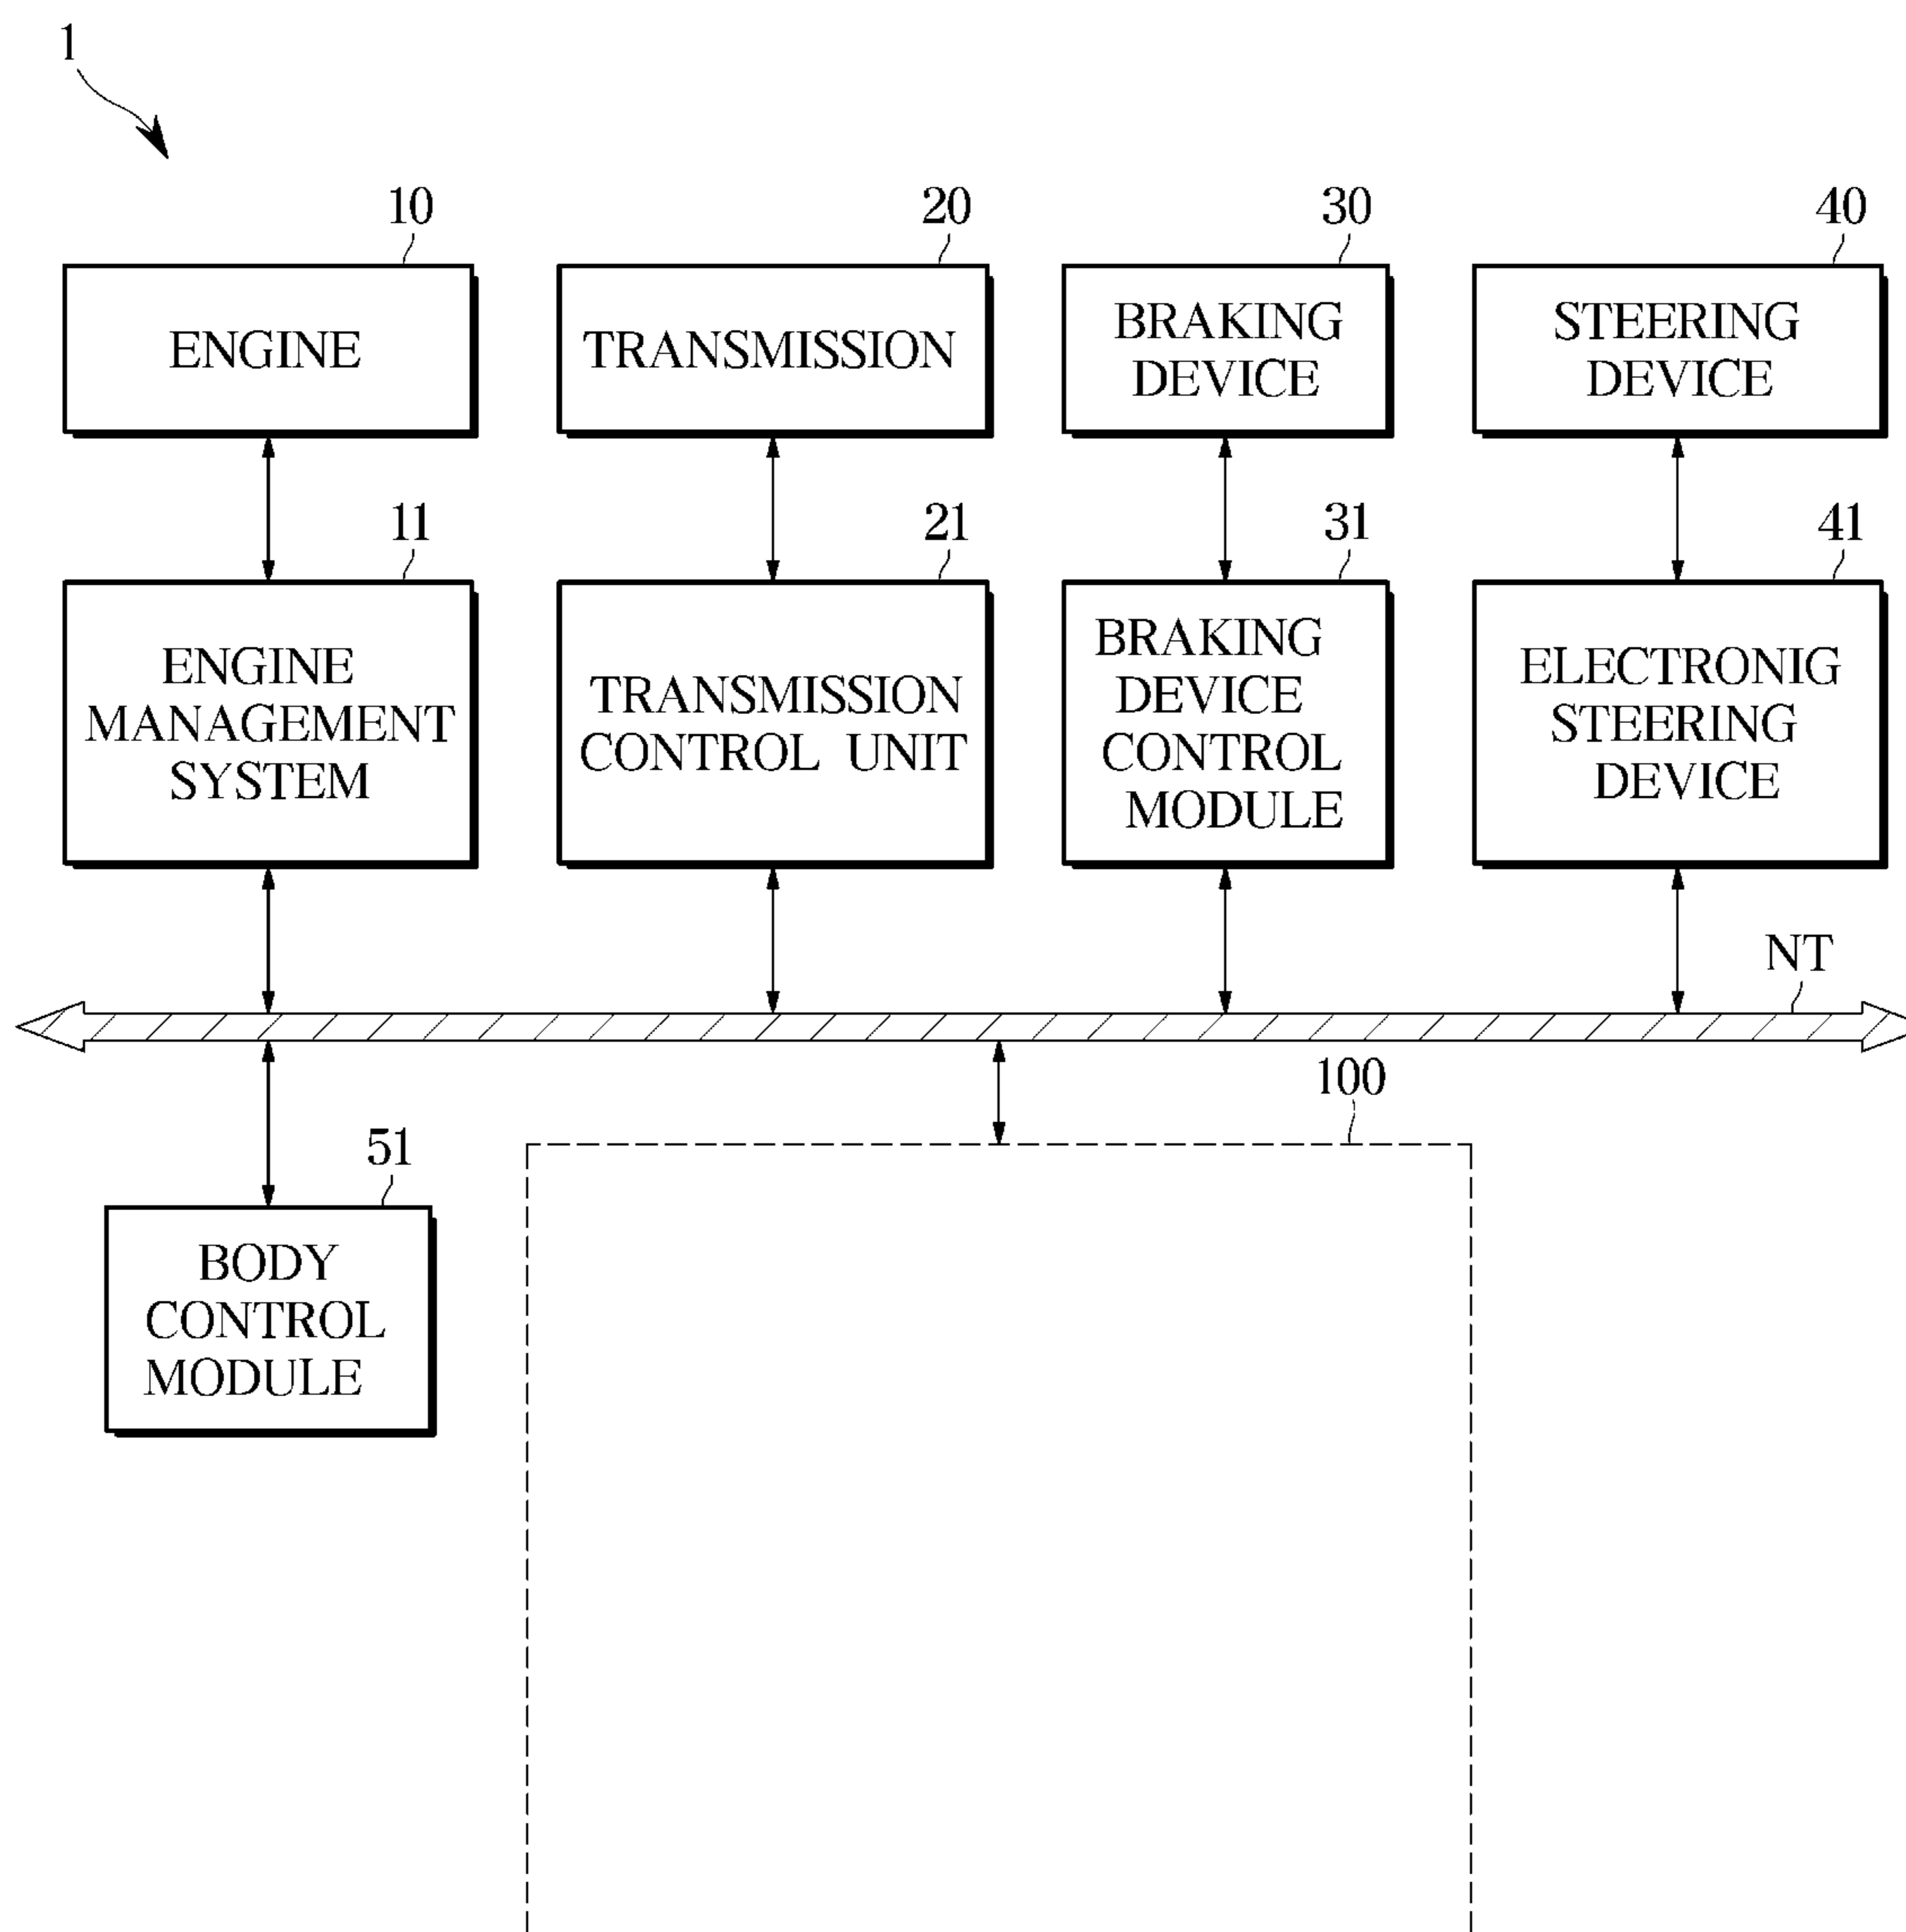 1
10
20
30
40
ENGINE
TRANSMISSION
BRAKING
DEVICE
STEERING
DEVICE
11
21
31
41
ENGINE
MANAGEMENT
SYSTEM
TRANSMISSION
CONTROL UNIT
BRAKING
DEVICE
CONTROL
MODULE
ELECTRONIG
STEERING
DEVICE
NT
100
51
BODY
CONTROL
MODULE